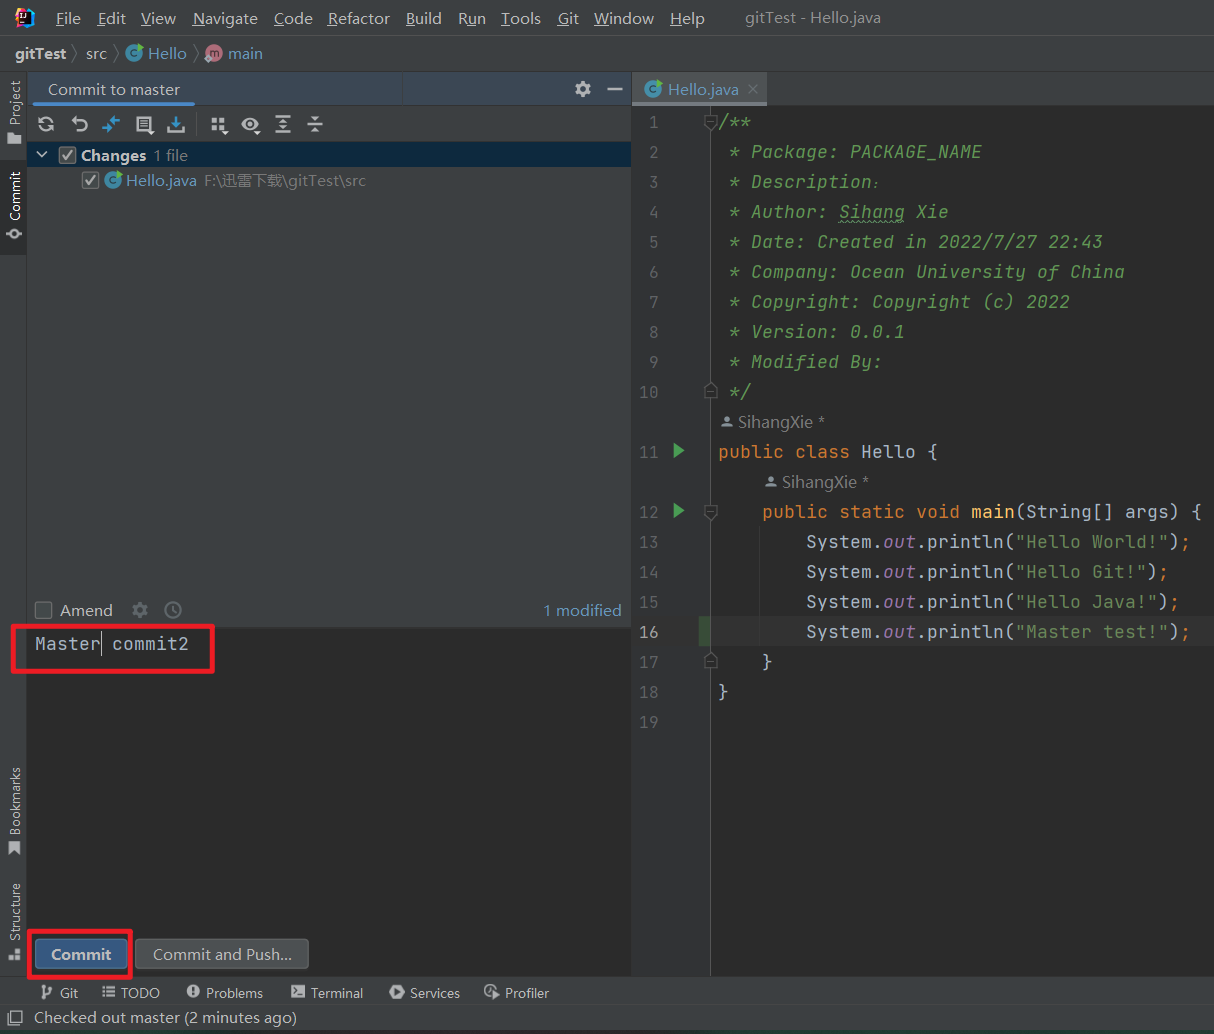 File Edit View Navigate Code Refactor Build Run Tools Git Window Help gitTest - Hello.java
gitTest src Hello main
Project
Commit
Bookmarks
Structure
Commit to master
Changes 1 file
Hello.java F:\迅雷下载\gitTest\src
Amend 1 modified
Master commit2
Commit Commit and Push...
Hello.java
1 /**
2 * Package: PACKAGE_NAME
3 * Description：
4 * Author: Sihang Xie
5 * Date: Created in 2022/7/27 22:43
6 * Company: Ocean University of China
7 * Copyright: Copyright (c) 2022
8 * Version: 0.0.1
9 * Modified By:
10 */
SihangXie *
11 public class Hello {
SihangXie *
12 public static void main(String[] args) {
13 System.out.println("Hello World!");
14 System.out.println("Hello Git!");
15 System.out.println("Hello Java!");
16 System.out.println("Master test!");
17 }
18 }
19
Git TODO Problems Terminal Services Profiler
Checked out master (2 minutes ago)